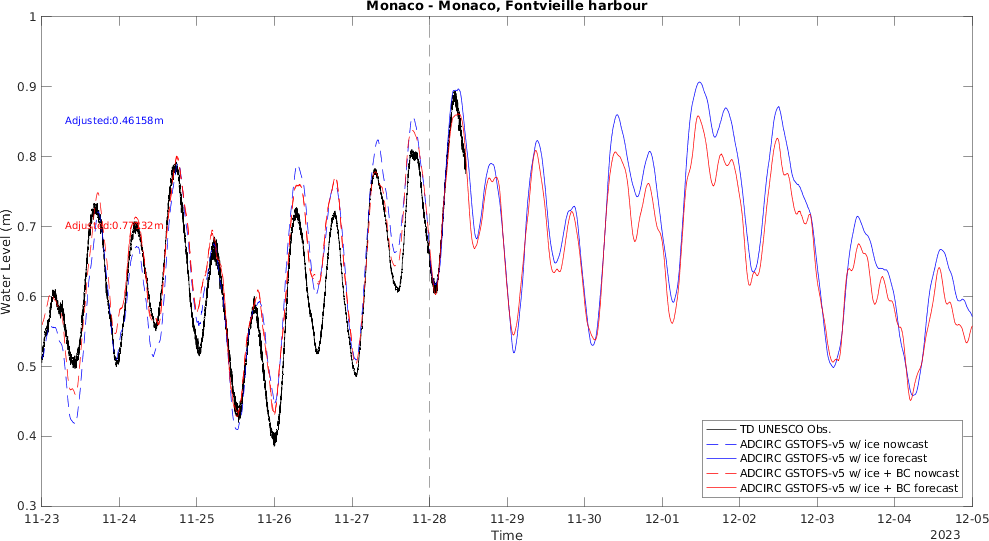 Monaco - Monaco, Fontvieille harbour
1
0.9
0.8
0.7
0.6
0.5
0.4
0.3
Water Level (m)
Adjusted:0.46158m
TD UNESCO Obs.
ADCIRC GSTOFS-v5 w/ ice nowcast
ADCIRC GSTOFS-v5 w/ ice forecast
ADCIRC GSTOFS-v5 w/ ice + BC nowcast
ADCIRC GSTOFS-v5 w/ ice + BC forecast
11-23 11-24 11-25 11-26 11-27 11-28 11-29 11-30 12-01 12-02 12-03 12-04 12-05
Time
2023